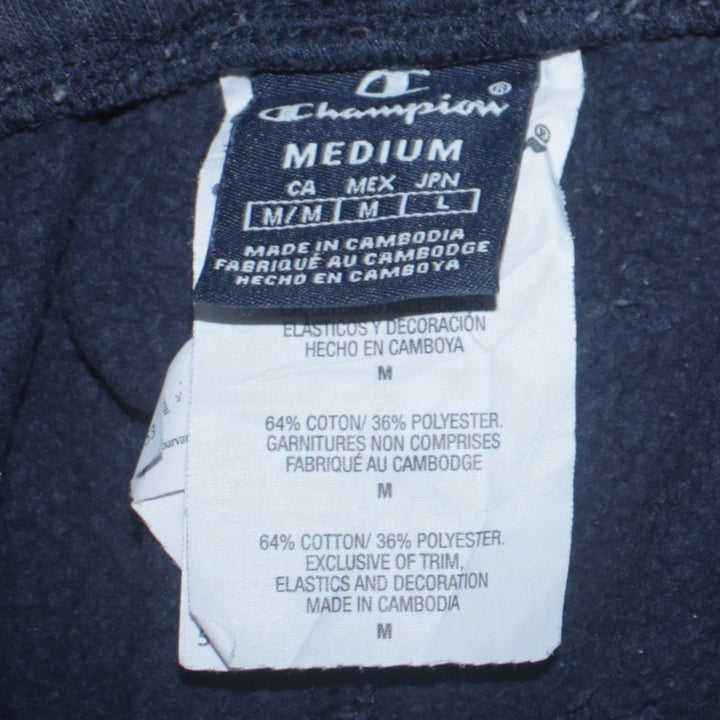 Champion®
MEDIUM
CA MEX JPN
M/M M L
MADE IN CAMBODIA
FABRIQUÉ AU CAMBODGE
HECHO EN CAMBOYA
®
ELÁSTICOS Y DECORACIÓN
HECHO EN CAMBOYA
M
64% COTON/ 36% POLYESTER.
GARNITURES NON COMPRISES
FABRIQUÉ AU CAMBODGE
M
64% COTTON/ 36% POLYESTER.
EXCLUSIVE OF TRIM,
ELASTICS AND DECORATION
MADE IN CAMBODIA
M